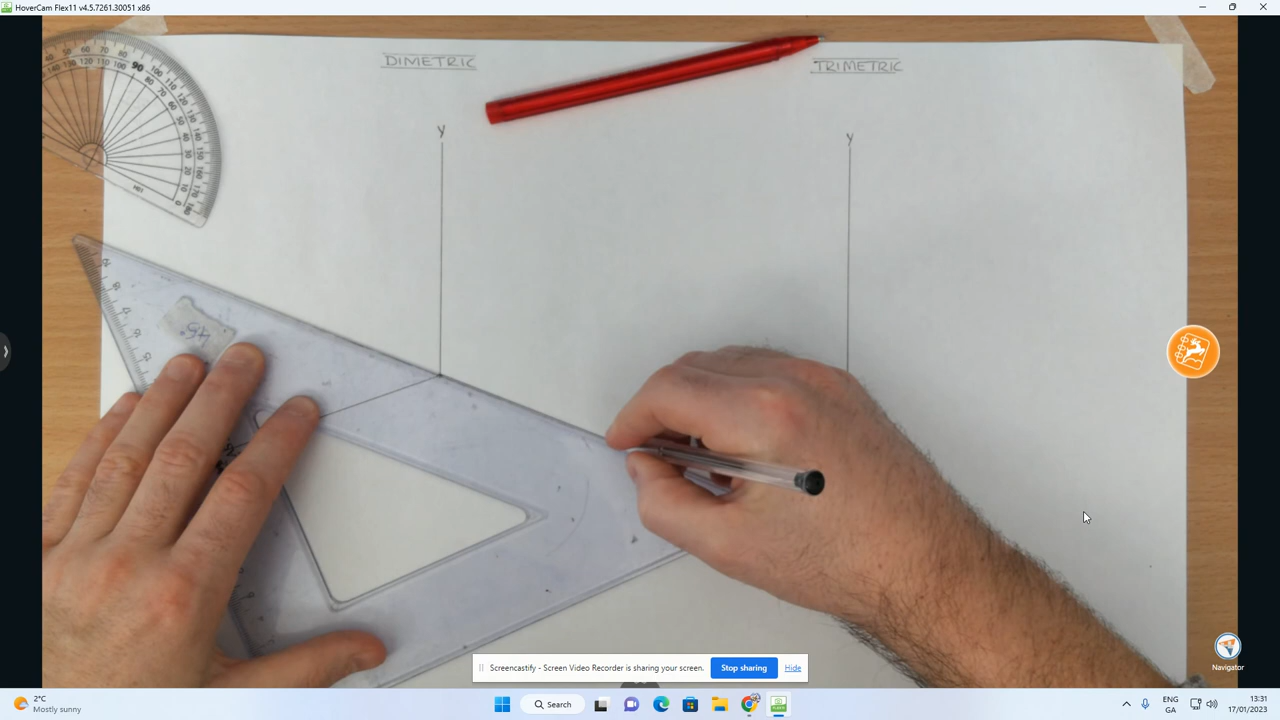 HoverCam Flex11 v4.5.7261.30051 x86
DIMETRIC
TRIMETRIC
y
y
45°
Screencastify - Screen Video Recorder is sharing your screen.
Stop sharing
Hide
Navigator
2°C
Mostly sunny
Search
ENG
GA
13:31
17/01/2023